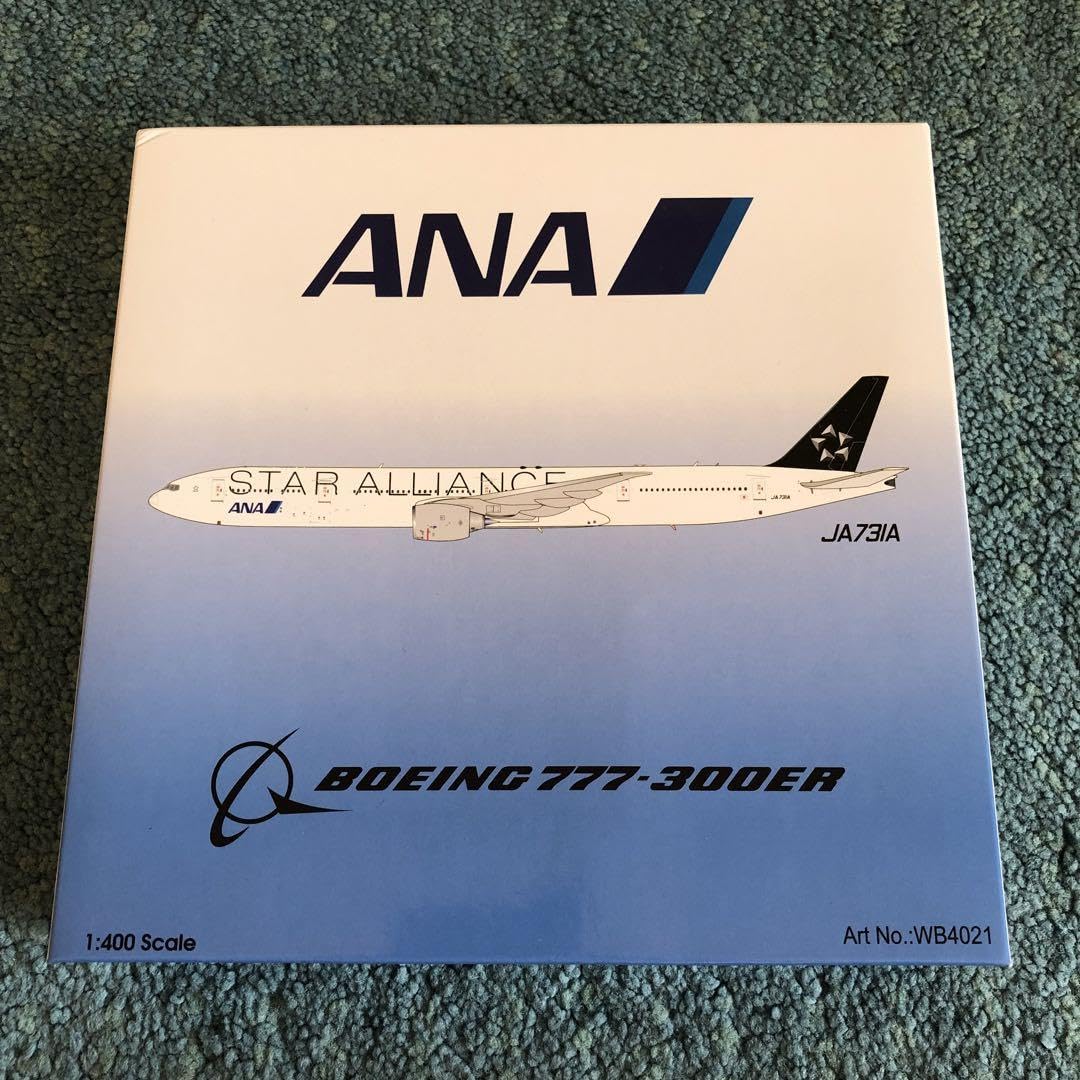 ANA
STAR ALLIANCE
ANA
JA731A
JA731A
BOEING 777-300ER
1:400 Scale
Art No.:WB4021